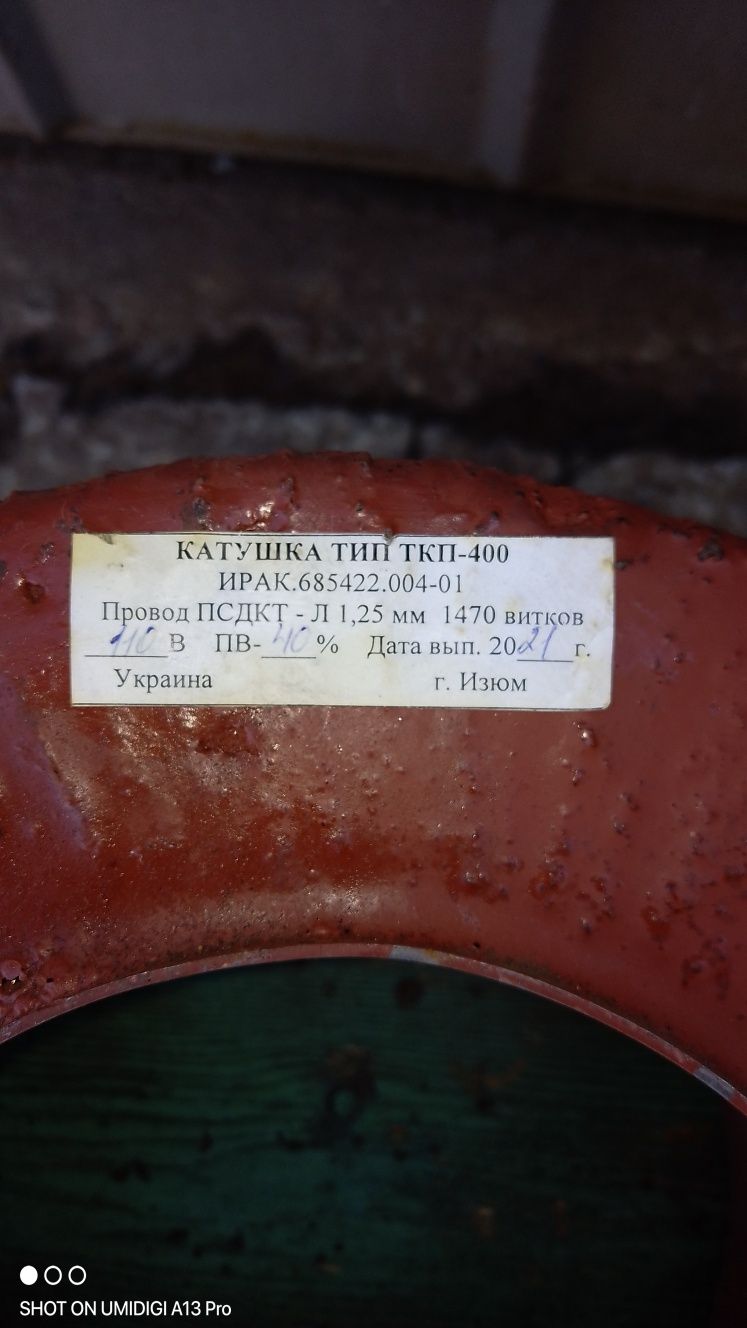 КАТУШКА ТИП ТКП-400
ИРАК.685422.004-01
Провод ПСДКТ - Л 1,25 мм 1470 витков
110 В ПВ- 40 % Дата вып. 2021 г.
Украина г. Изюм
SHOT ON UMIDIGI A13 Pro